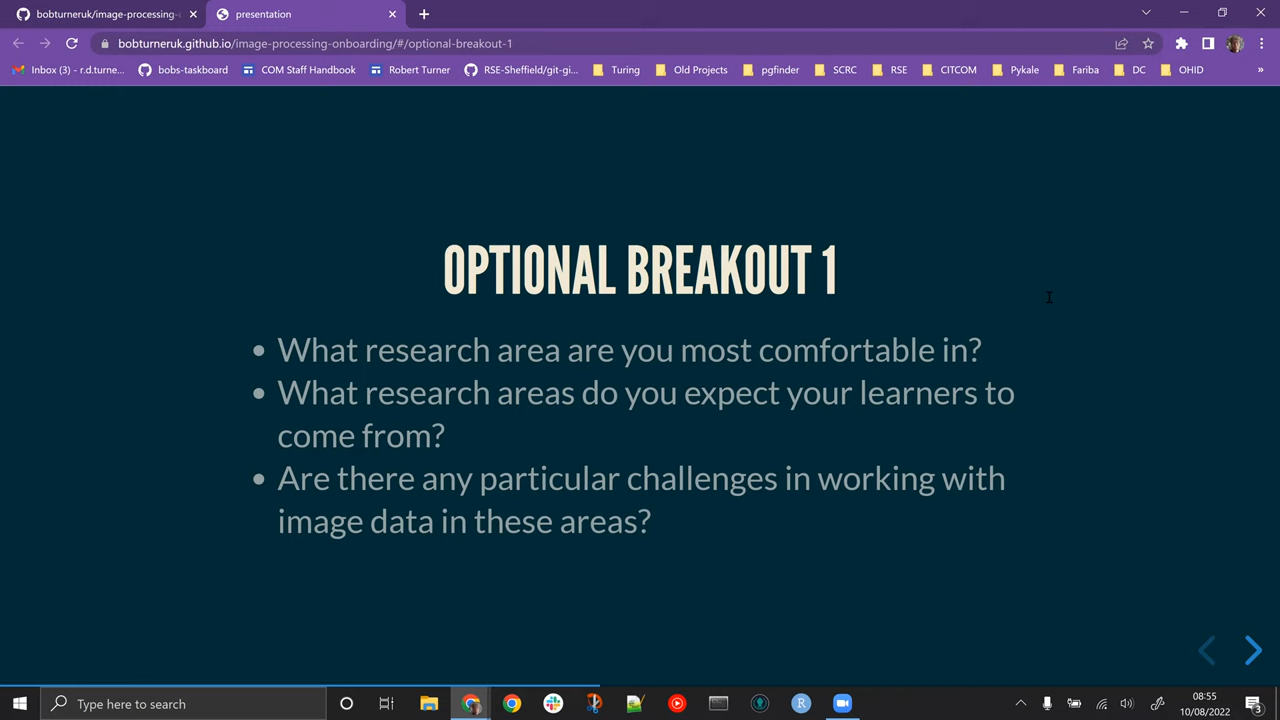 bobturneruk/image-processing-
presentation
bobturneruk.github.io/image-processing-onboarding/#/optional-breakout-1
Inbox (3) - r.d.turne...
bobs-taskboard
COM Staff Handbook
Robert Turner
RSE-Sheffield/git-gi...
Turing
Old Projects
pgfinder
SCRC
RSE
CITCOM
Pykale
Fariba
DC
OHID
»
OPTIONAL BREAKOUT 1
• What research area are you most comfortable in?
• What research areas do you expect your learners to
come from?
• Are there any particular challenges in working with
image data in these areas?
Type here to search
R
08:55
10/08/2022
3